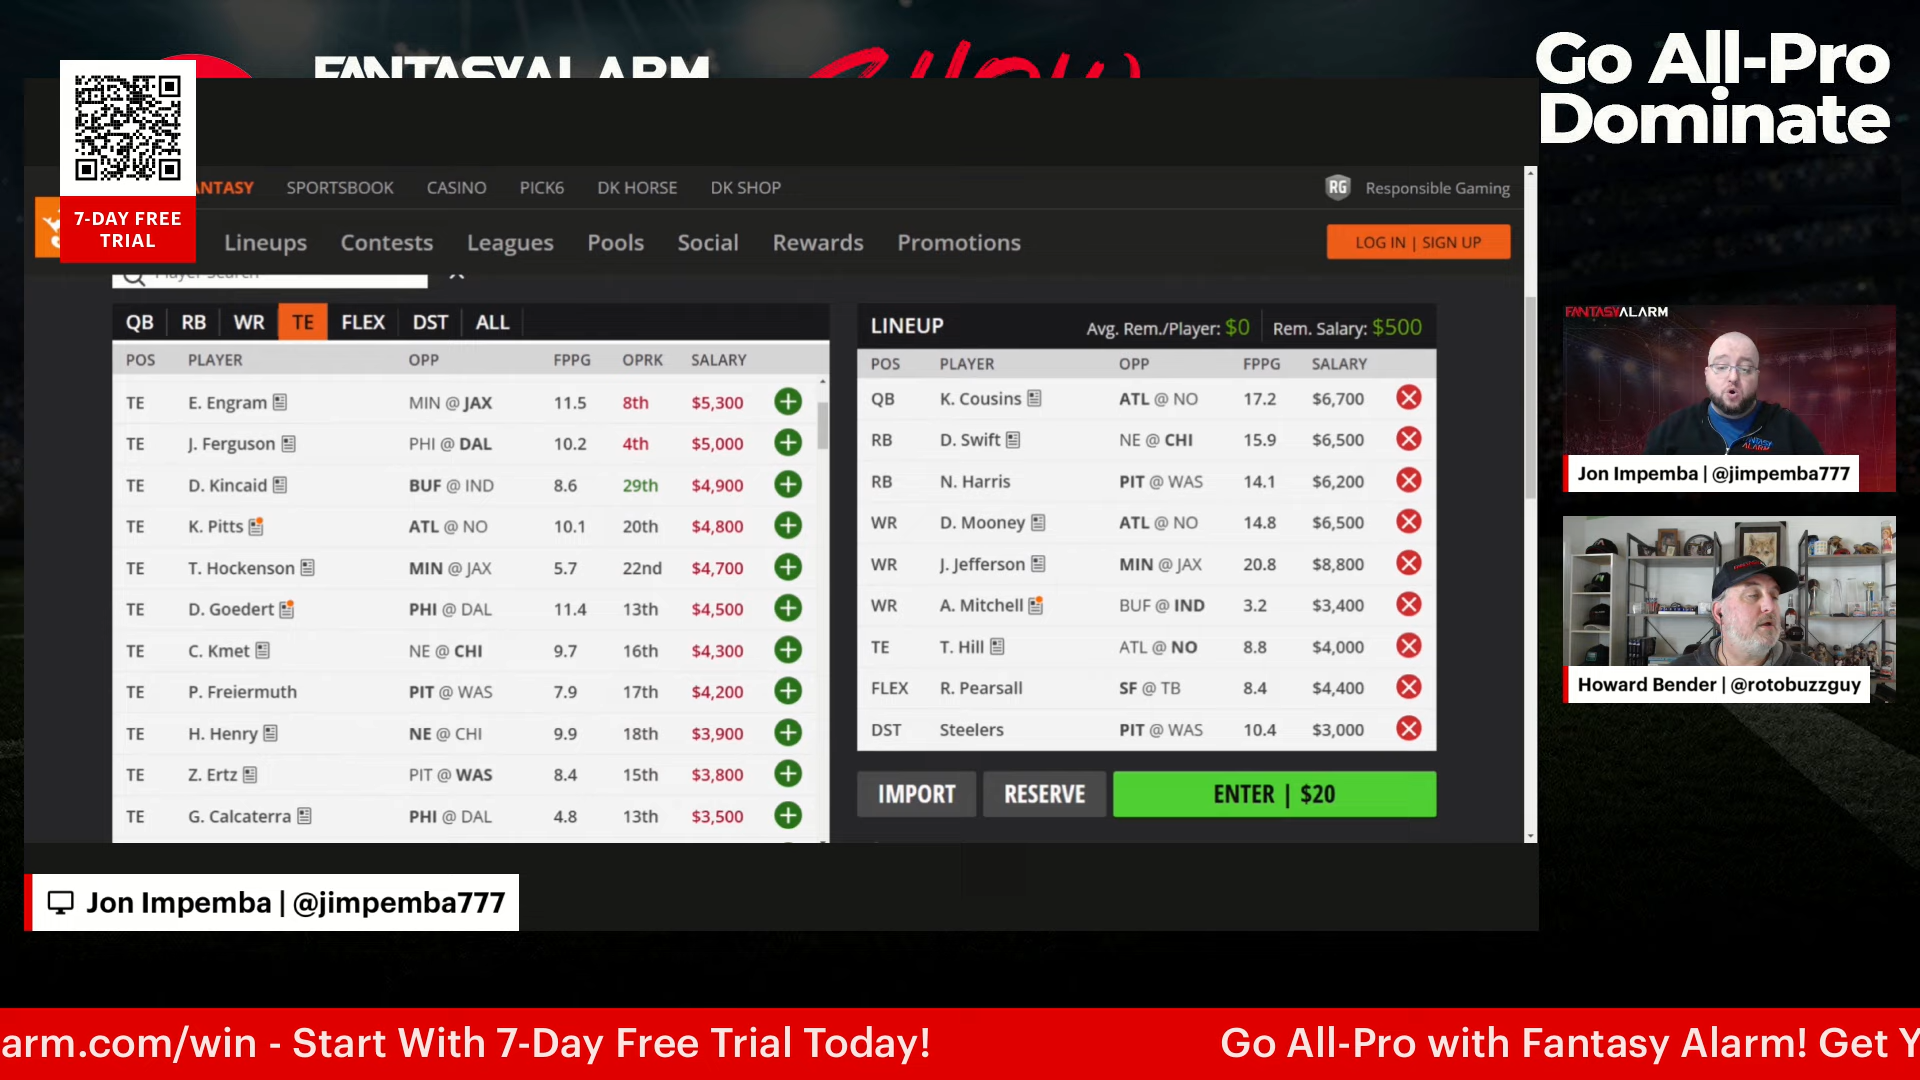 FANTASYALARM SHOW
Go All-Pro
Dominate
7-DAY FREE
TRIAL
ANTASY SPORTSBOOK CASINO PICK6 DK HORSE DK SHOP
RG Responsible Gaming
Lineups Contests Leagues Pools Social Rewards Promotions
LOG IN | SIGN UP
Player Search
QB RB WR TE FLEX DST ALL
POS PLAYER OPP FPPG OPRK SALARY
TE E. Engram MIN @ JAX 11.5 8th $5,300
TE J. Ferguson PHI @ DAL 10.2 4th $5,000
TE D. Kincaid BUF @ IND 8.6 29th $4,900
TE K. Pitts ATL @ NO 10.1 20th $4,800
TE T. Hockenson MIN @ JAX 5.7 22nd $4,700
TE D. Goedert PHI @ DAL 11.4 13th $4,500
TE C. Kmet NE @ CHI 9.7 16th $4,300
TE P. Freiermuth PIT @ WAS 7.9 17th $4,200
TE H. Henry NE @ CHI 9.9 18th $3,900
TE Z. Ertz PIT @ WAS 8.4 15th $3,800
TE G. Calcaterra PHI @ DAL 4.8 13th $3,500
LINEUP Avg. Rem./Player: $0 Rem. Salary: $500
POS PLAYER OPP FPPG SALARY
QB K. Cousins ATL @ NO 17.2 $6,700
RB D. Swift NE @ CHI 15.9 $6,500
RB N. Harris PIT @ WAS 14.1 $6,200
WR D. Mooney ATL @ NO 14.8 $6,500
WR J. Jefferson MIN @ JAX 20.8 $8,800
WR A. Mitchell BUF @ IND 3.2 $3,400
TE T. Hill ATL @ NO 8.8 $4,000
FLEX R. Pearsall SF @ TB 8.4 $4,400
DST Steelers PIT @ WAS 10.4 $3,000
IMPORT RESERVE ENTER | $20
FANTASYALARM
Jon Impemba | @jimpemba777
Howard Bender | @rotobuzzguy
Jon Impemba | @jimpemba777
arm.com/win - Start With 7-Day Free Trial Today! Go All-Pro with Fantasy Alarm! Get Y